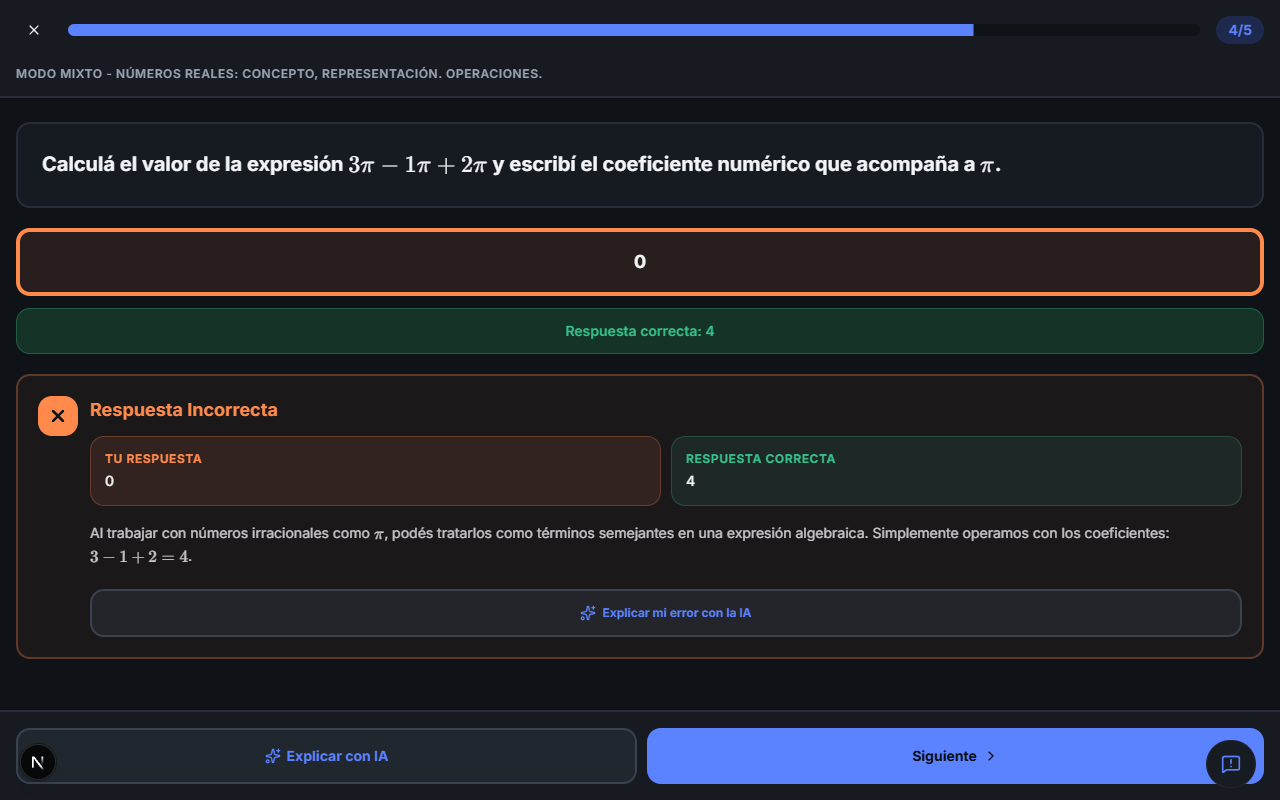 4/5
MODO MIXTO - NÚMEROS REALES: CONCEPTO, REPRESENTACIÓN. OPERACIONES.
Calculá el valor de la expresión 3π − 1π + 2π y escribí el coeficiente numérico que acompaña a π.
0
Respuesta correcta: 4
Respuesta Incorrecta
TU RESPUESTA
0
RESPUESTA CORRECTA
4
Al trabajar con números irracionales como π, podés tratarlos como términos semejantes en una expresión algebraica. Simplemente operamos con los coeficientes:
3 − 1 + 2 = 4.
Explicar mi error con la IA
N
Explicar con IA
Siguiente